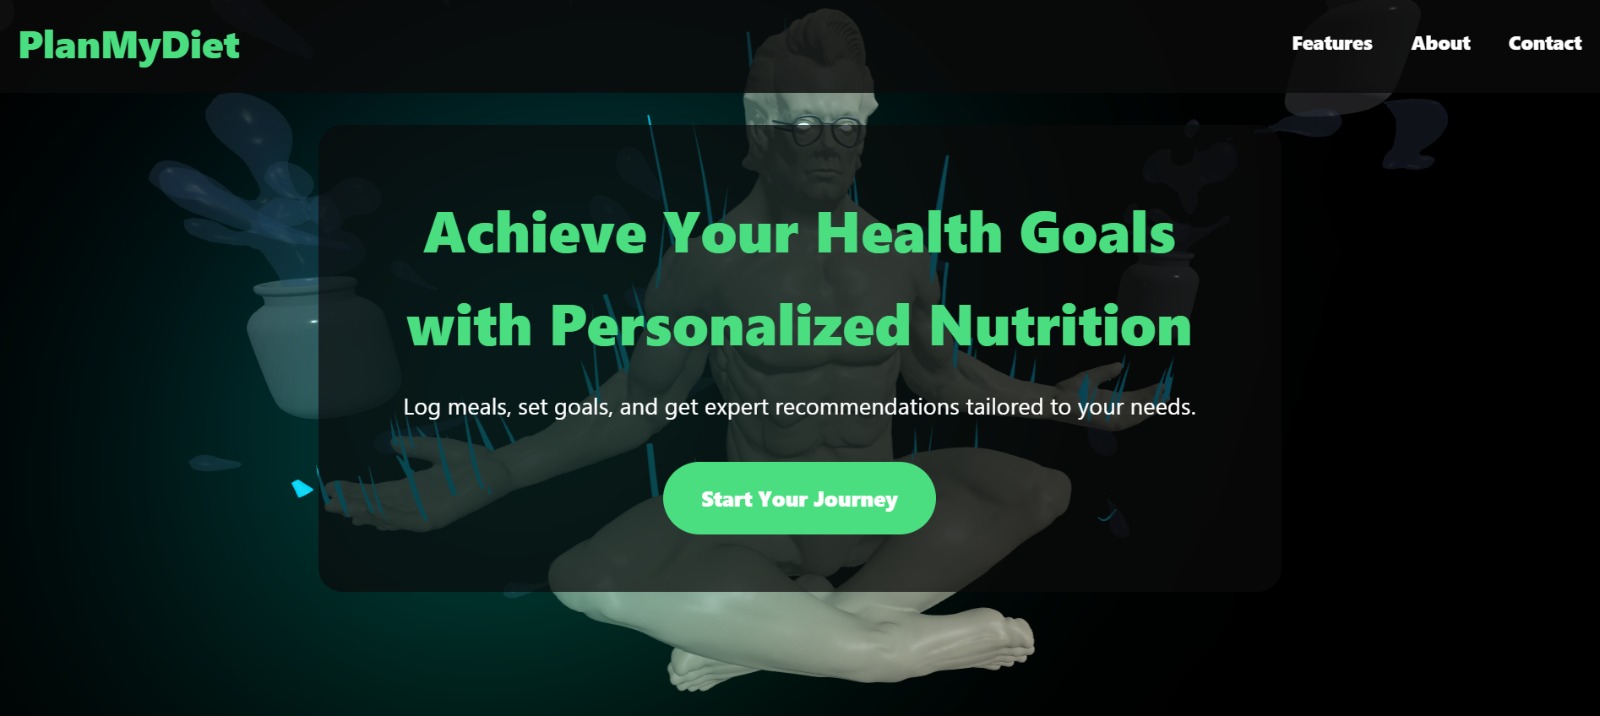 PlanMyDiet
Features About Contact
Achieve Your Health Goals
with Personalized Nutrition
Log meals, set goals, and get expert recommendations tailored to your needs.
Start Your Journey